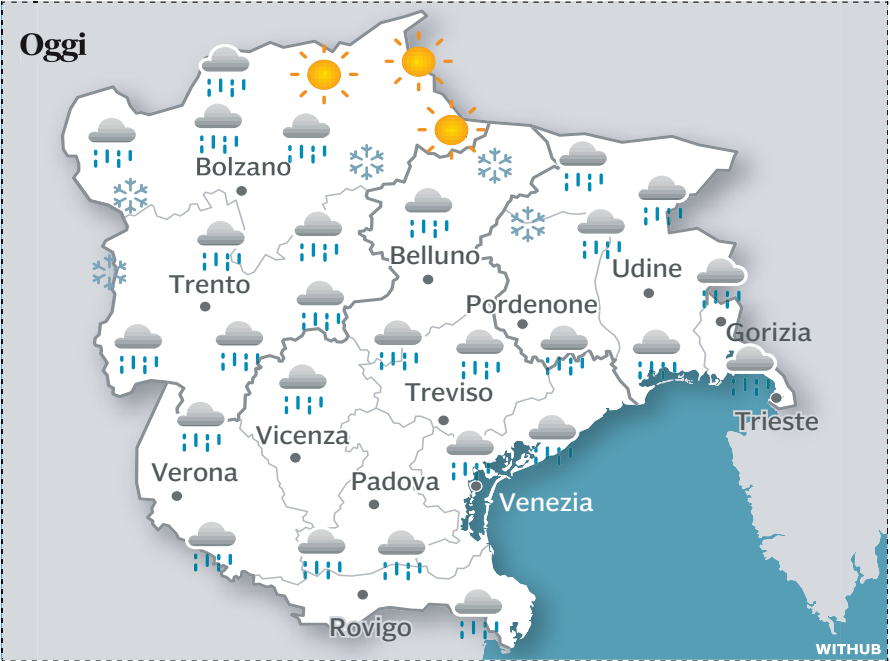 Oggi
Bolzano
Belluno
Udine
Trento
Pordenone
Gorizia
Treviso
Trieste
Vicenza
Verona
Padova
Venezia
Rovigo
WITHUB